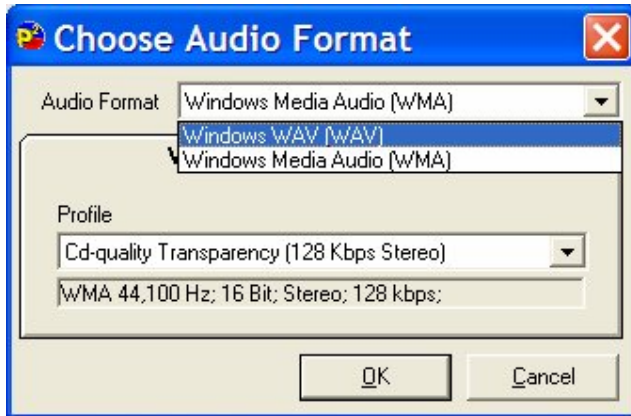 Choose Audio Format
Audio Format Windows Media Audio (WMA)
Windows WAV (WAV)
Windows Media Audio (WMA)
Profile
Cd-quality Transparency (128 Kbps Stereo)
WMA 44,100 Hz; 16 Bit; Stereo; 128 kbps;
OK Cancel